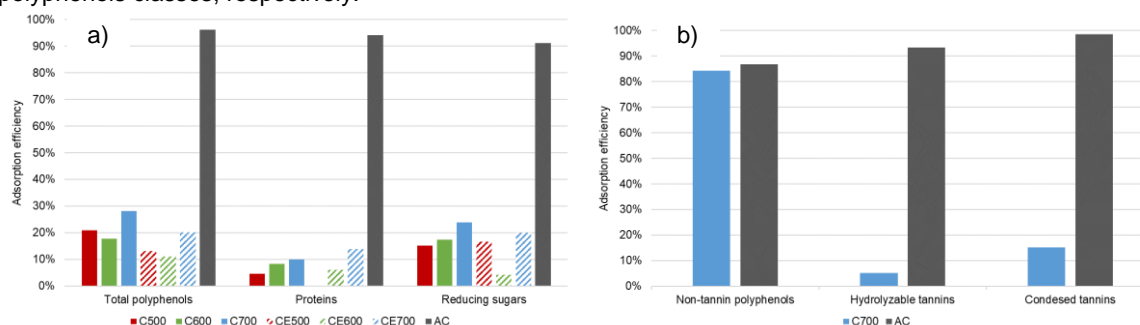 polyphenols classes, respectively.
a)
100%
90%
80%
70%
60%
50%
40%
30%
20%
10%
0%
Adsorption efficiency
Total polyphenols Proteins Reducing sugars
C500 C600 C700 CE500 CE600 CE700 AC
b)
100%
90%
80%
70%
60%
50%
40%
30%
20%
10%
0%
Adsorption efficiency
Non-tannin polyphenols Hydrolyzable tannins Condesed tannins
C700 AC